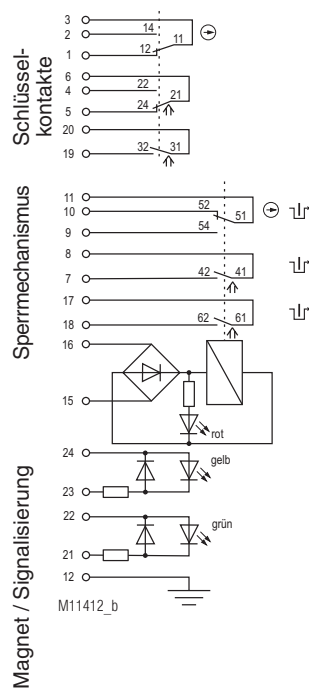 Schlüssel-
kontakte
3
2 14
11
1 12
6
4 22
21
5 24
20
19 32 31
Sperrmechanismus
11
10 52
51
9 54
8
7 42 41
17
18 62 61
16
15
rot
Magnet / Signalisierung
24
gelb
23
22
grün
21
12
M11412_b